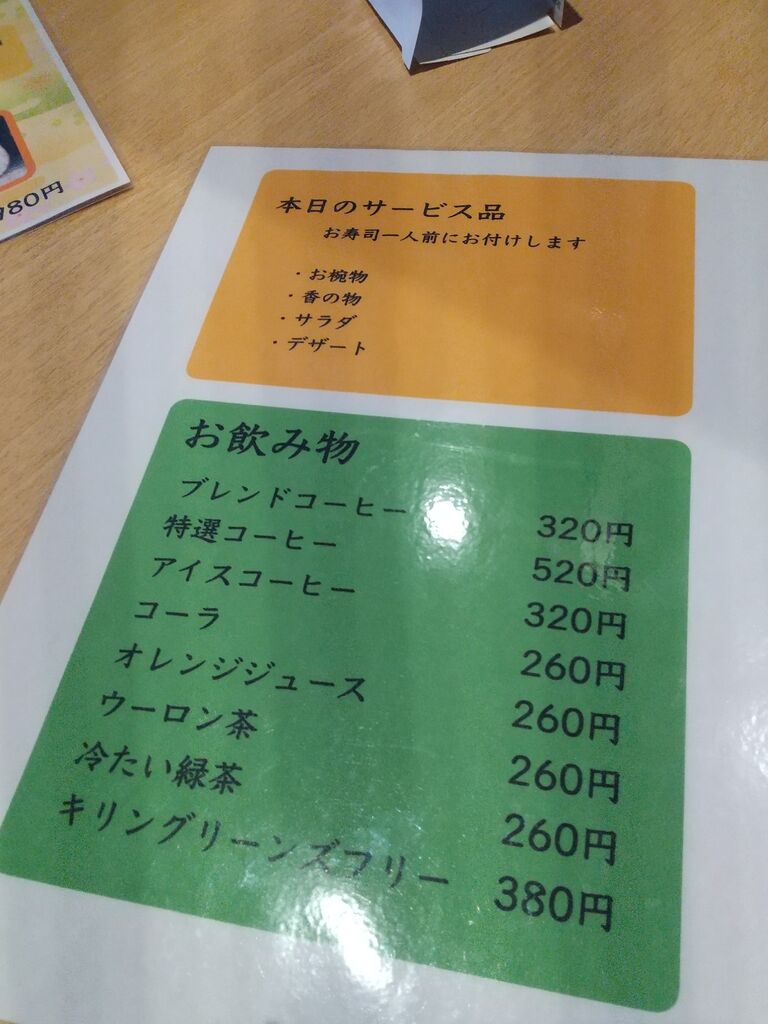 980円
本日のサービス品
お寿司一人前にお付けします
・お椀物
・香の物
・サラダ
・デザート
お飲み物
ブレンドコーヒー 320円
特選コーヒー 520円
アイスコーヒー 320円
コーラ 260円
オレンジジュース 260円
ウーロン茶 260円
冷たい緑茶 260円
キリングリーンズフリー 380円